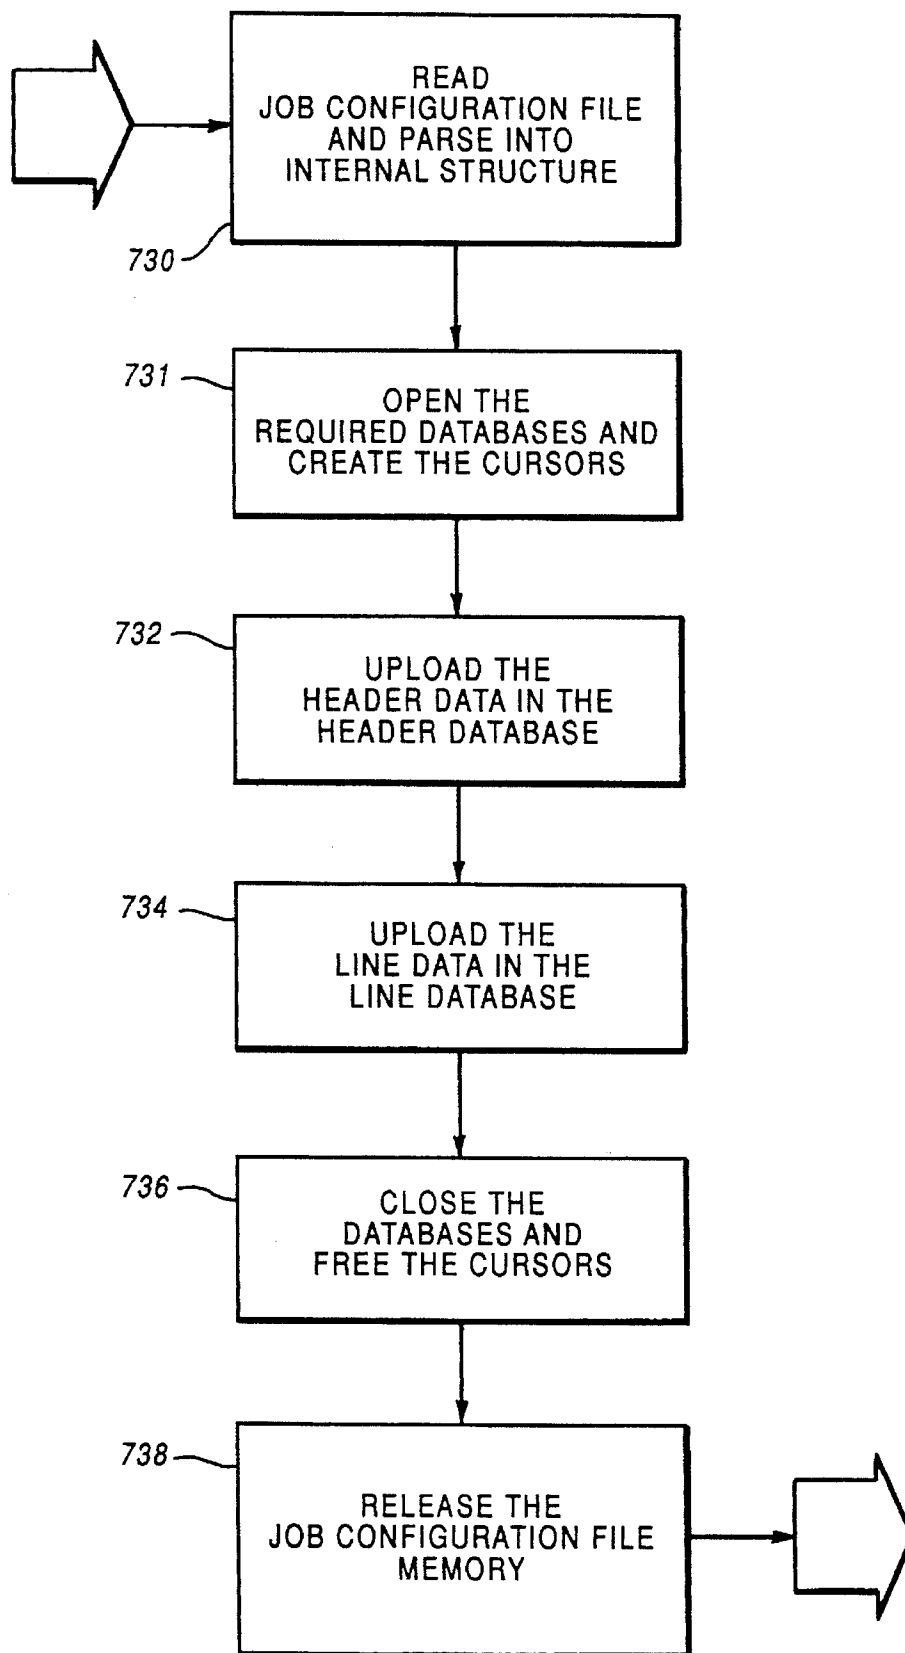 READ
JOB CONFIGURATION FILE
AND PARSE INTO
INTERNAL STRUCTURE
730
731
OPEN THE
REQUIRED DATABASES AND
CREATE THE CURSORS
732
UPLOAD THE
HEADER DATA IN THE
HEADER DATABASE
734
UPLOAD THE
LINE DATA IN THE
LINE DATABASE
736
CLOSE THE
DATABASES AND
FREE THE CURSORS
738
RELEASE THE
JOB CONFIGURATION FILE
MEMORY